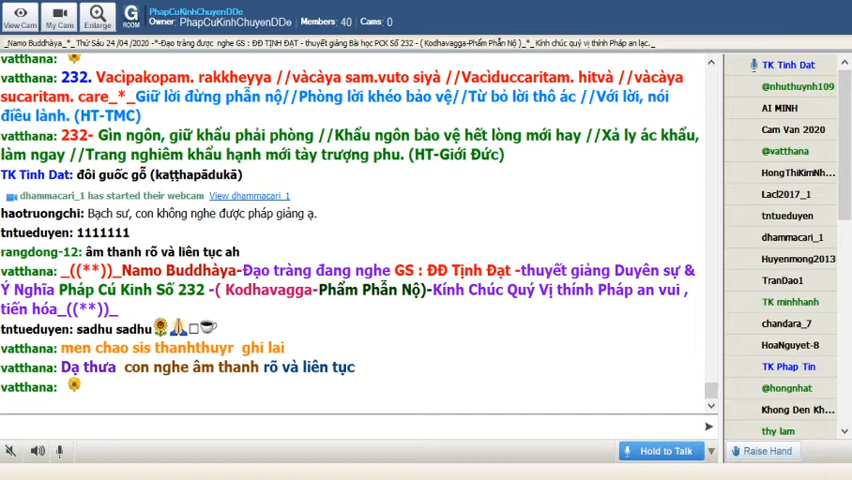 View Cam
My Cam
Enlarge
G
ROOM
PhapCuKinhChuyenDDe
Owner: PhapCuKinhChuyenDDe
Members: 40
Cams: 0
_Namo Buddhàya_*_ Thứ Sáu 24 /04 /2020 -*-Đạo tràng được nghe GS : ĐĐ TỊNH ĐẠT - thuyết giảng Bài học PCK Số 232 - ( Kodhavagga-Phẩm Phẫn Nộ )_*_ Kính chúc quý vị thính Pháp an lạc._
vatthana:
vatthana: 232. Vacìpakopam. rakkheyya //vàcàya sam.vuto siyà //Vacìduccaritam. hitvà //vàcàya
sucaritam. care_*_Giữ lời đừng phẫn nộ//Phòng lời khéo bảo vệ//Từ bỏ lời thô ác //Với lời, nói
điều lành. (HT-TMC)
vatthana: 232- Gìn ngôn, giữ khẩu phải phòng //Khẩu ngôn bảo vệ hết lòng mới hay //Xả ly ác khẩu,
làm ngay //Trang nghiêm khẩu hạnh mới tày trượng phu. (HT-Giới Đức)
TK Tinh Dat: đôi guốc gỗ (kaṭṭhapādukā)
dhammacari_1 has started their webcam View dhammacari_1
haotruongchi: Bạch sư, con không nghe được pháp giảng ạ.
tntueduyen: 1111111
rangdong-12: âm thanh rõ và liên tục ah
vatthana: _((**))_Namo Buddhàya-Đạo tràng đang nghe GS : ĐĐ Tịnh Đạt -thuyết giảng Duyên sự &
Ý Nghĩa Pháp Cú Kinh Số 232 -( Kodhavagga-Phẩm Phẫn Nộ)-Kính Chúc Quý Vị thính Pháp an vui ,
tiến hóa_((**))_
tntueduyen: sadhu sadhu
vatthana: men chao sis thanhthuyr ghi lai
vatthana: Dạ thưa con nghe âm thanh rõ và liên tục
vatthana:
TK Tinh Dat
@nhuthuynh109
AI MINH
Cam Van 2020
@vatthana
HongThiKimNh...
Lacl2017_1
tntueduyen
dhammacari_1
Huyenmong2013
TranDao1
TK minhhanh
chandara_7
HoaNguyet-8
TK Phap Tin
@hongnhat
Khong Den Kh...
thy lam
Hold to Talk
Raise Hand